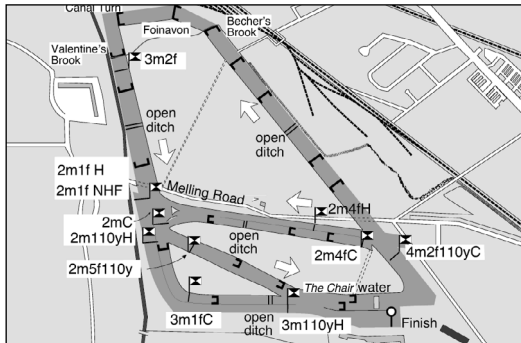 Canal Turn
Foinavon
Becher's
Brook
Valentine's
Brook
3m2f
open
ditch
open
ditch
2m1f H
2m1f NHF
Melling Road
2mC
2m110yH
2m4fH
open
ditch
2m4fC
4m2f110yC
2m5f110y
The Chair water
3m1fC
open
ditch
3m110yH
Finish